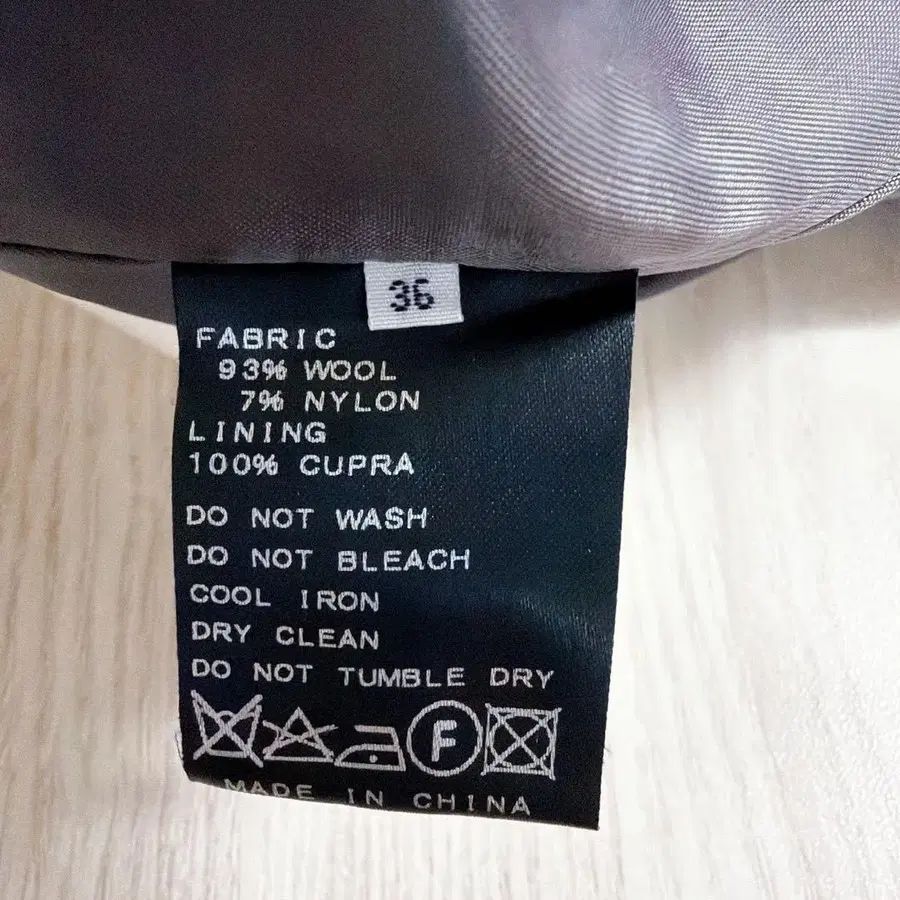 36
FABRIC
93% WOOL
7% NYLON
LINING
100% CUPRA
DO NOT WASH
DO NOT BLEACH
COOL IRON
DRY CLEAN
DO NOT TUMBLE DRY
F
MADE IN CHINA